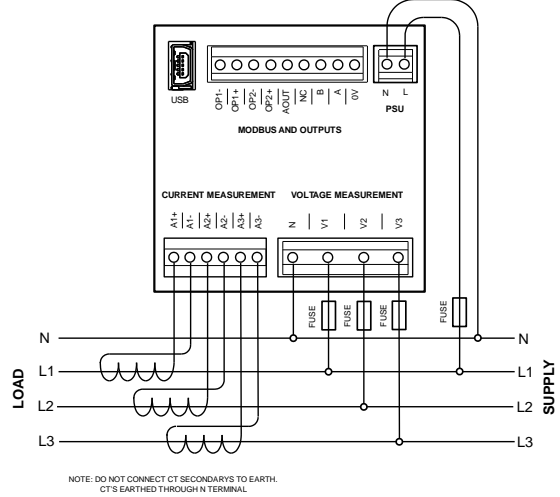 USB
OP1-
OP1+
OP2-
OP2+
AOUT
NC
B
A
0V
N
L
PSU
MODBUS AND OUTPUTS
CURRENT MEASUREMENT
VOLTAGE MEASUREMENT
A1+
A1-
A2+
A2-
A3+
A3-
N
V1
V2
V3
FUSE
FUSE
FUSE
FUSE
LOAD
N
L1
L2
L3
N
L1
L2
L3
SUPPLY
NOTE: DO NOT CONNECT CT SECONDARYS TO EARTH.
CT'S EARTHED THROUGH N TERMINAL